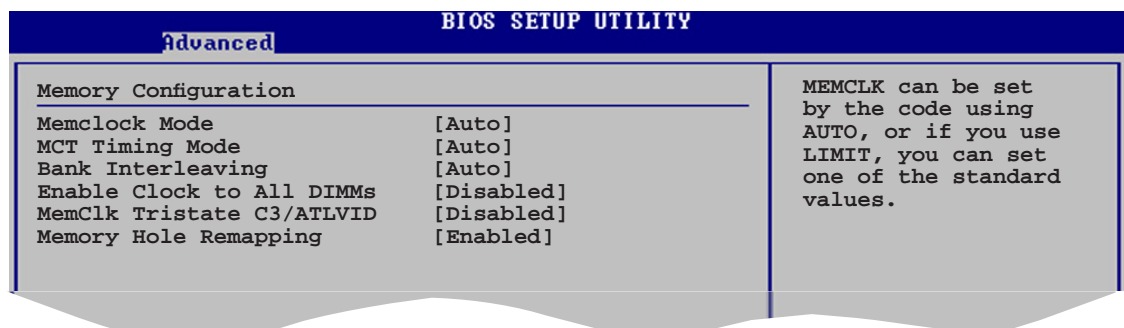 BIOS SETUP UTILITY
Advanced
Memory Configuration
Memclock Mode [Auto]
MCT Timing Mode [Auto]
Bank Interleaving [Auto]
Enable Clock to All DIMMs [Disabled]
MemClk Tristate C3/ATLVID [Disabled]
Memory Hole Remapping [Enabled]
MEMCLK can be set
by the code using
AUTO, or if you use
LIMIT, you can set
one of the standard
values.